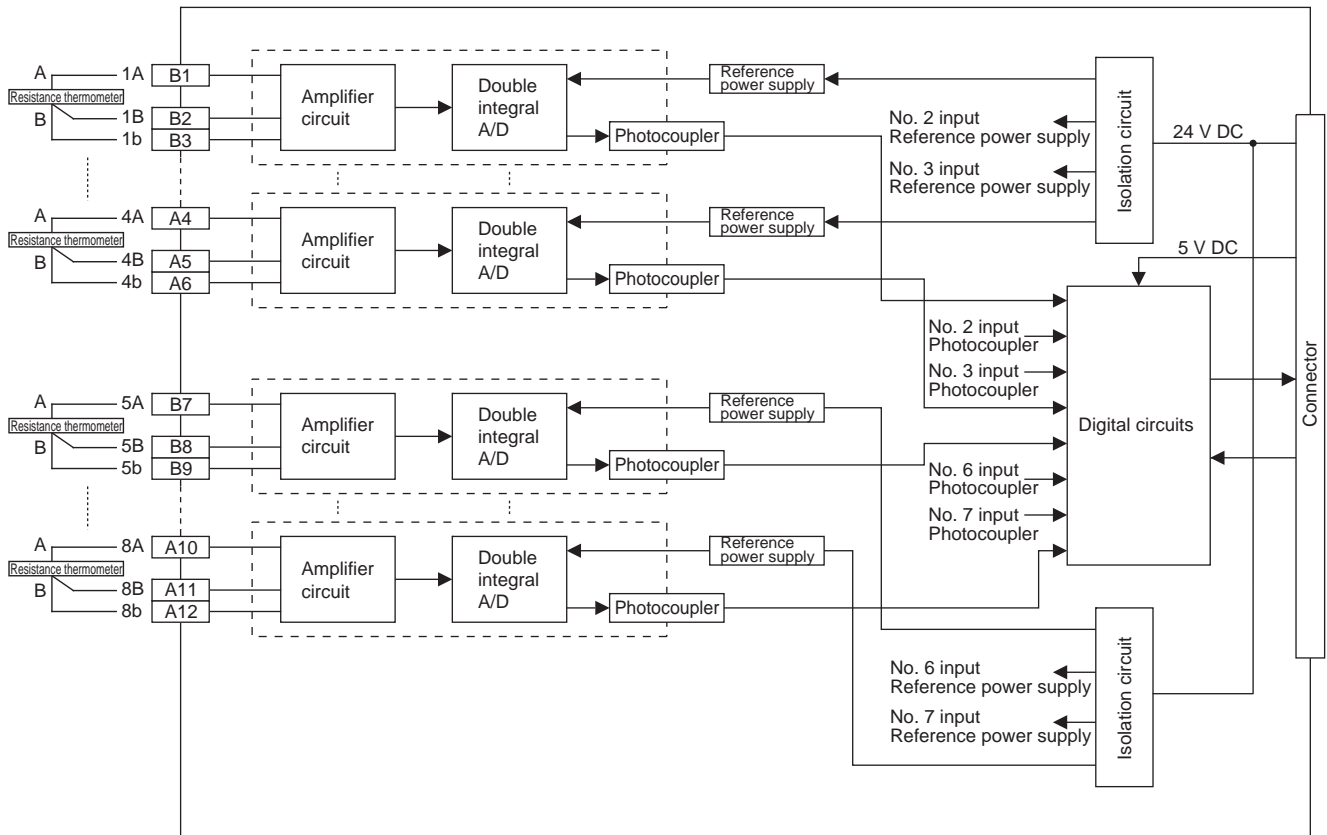 A
1A
B1
Resistance thermometer
B
1B
B2
1b
B3
Amplifier
circuit
Double
integral
A/D
Reference
power supply
Photocoupler
A
4A
A4
Resistance thermometer
B
4B
A5
4b
A6
Amplifier
circuit
Double
integral
A/D
Reference
power supply
Photocoupler
No. 2 input
Reference power supply
No. 3 input
Reference power supply
Isolation circuit
24 V DC
5 V DC
Connector
No. 2 input
Photocoupler
No. 3 input
Photocoupler
Digital circuits
No. 6 input
Photocoupler
No. 7 input
Photocoupler
A
5A
B7
Resistance thermometer
B
5B
B8
5b
B9
Amplifier
circuit
Double
integral
A/D
Reference
power supply
Photocoupler
A
8A
A10
Resistance thermometer
B
8B
A11
8b
A12
Amplifier
circuit
Double
integral
A/D
Reference
power supply
Photocoupler
No. 6 input
Reference power supply
No. 7 input
Reference power supply
Isolation circuit